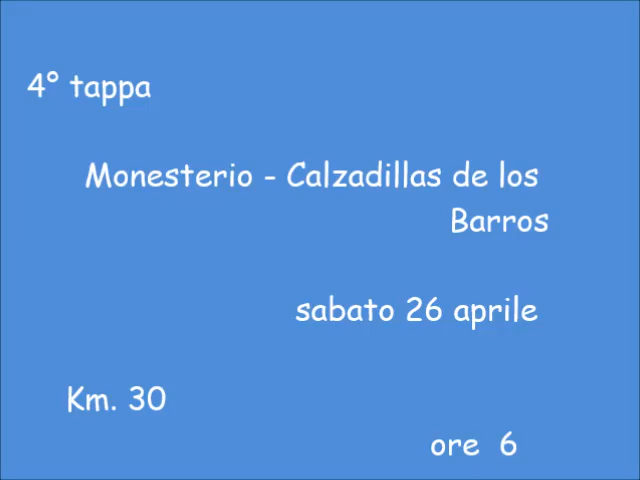 4° tappa
Monesterio - Calzadillas de los
Barros
sabato 26 aprile
Km. 30
ore 6